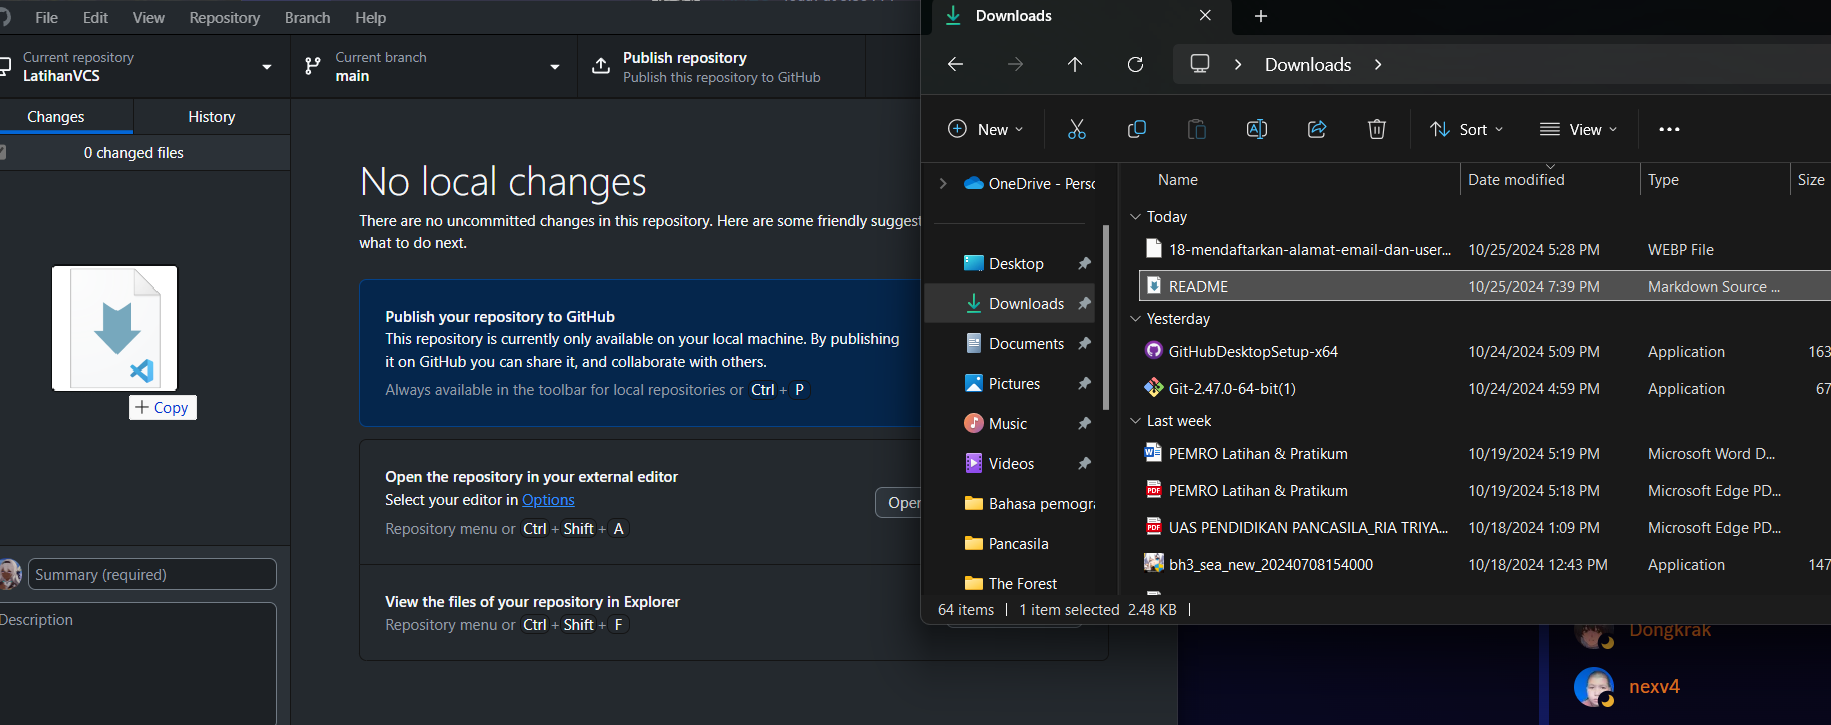 File Edit View Repository Branch Help
Current repository
LatihanVCS
Current branch
main
Publish repository
Publish this repository to GitHub
Changes
History
0 changed files
No local changes
There are no uncommitted changes in this repository. Here are some friendly suggest
what to do next.
Publish your repository to GitHub
This repository is currently only available on your local machine. By publishing
it on GitHub you can share it, and collaborate with others.
Always available in the toolbar for local repositories or Ctrl + P
Open the repository in your external editor
Select your editor in Options
Repository menu or Ctrl + Shift + A
Open
View the files of your repository in Explorer
Repository menu or Ctrl + Shift + F
+ Copy
Summary (required)
Description
Downloads
Downloads
New
Sort
View
OneDrive - Perso
Desktop
Downloads
Documents
Pictures
Music
Videos
Bahasa pemogra
Pancasila
The Forest
Name Date modified Type Size
Today
18-mendaftarkan-alamat-email-dan-user... 10/25/2024 5:28 PM WEBP File
README 10/25/2024 7:39 PM Markdown Source ...
Yesterday
GitHubDesktopSetup-x64 10/24/2024 5:09 PM Application 163
Git-2.47.0-64-bit(1) 10/24/2024 4:59 PM Application 67
Last week
PEMRO Latihan & Pratikum 10/19/2024 5:19 PM Microsoft Word D...
PEMRO Latihan & Pratikum 10/19/2024 5:18 PM Microsoft Edge PD...
UAS PENDIDIKAN PANCASILA_RIA TRIYA... 10/18/2024 1:09 PM Microsoft Edge PD...
bh3_sea_new_20240708154000 10/18/2024 12:43 PM Application 147
64 items | 1 item selected 2.48 KB |
Dongkrak
nexv4